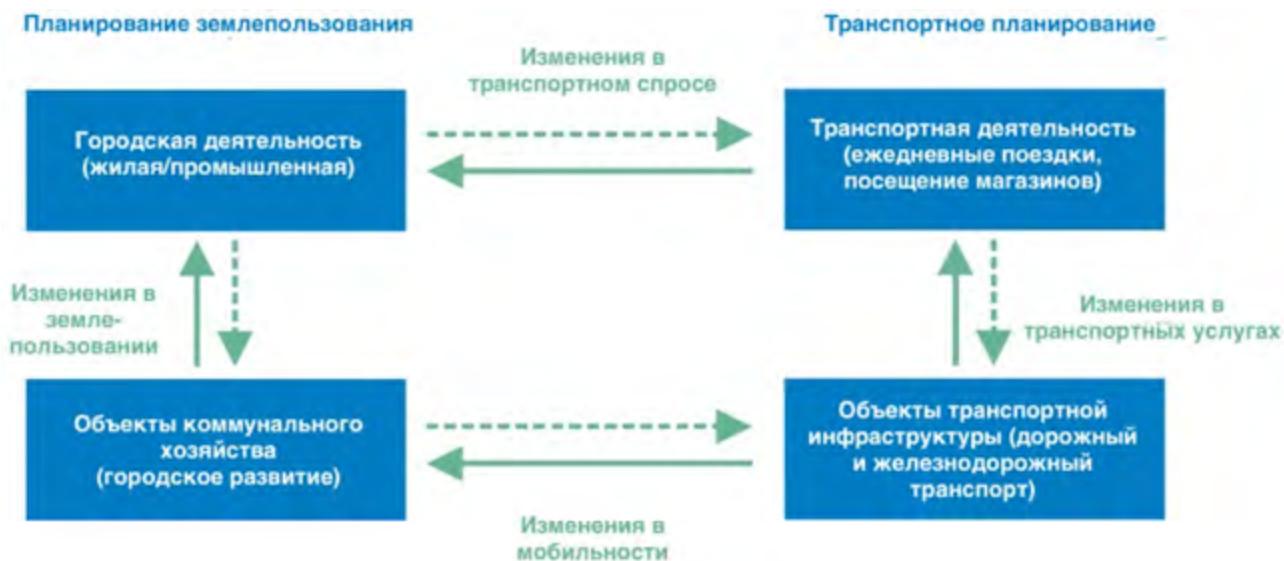 Планирование землепользования
Транспортное планирование
Изменения в
транспортном спросе
Городская деятельность
(жилая/промышленная)
Транспортная деятельность
(ежедневные поездки,
посещение магазинов)
Изменения в
земле-
пользовании
Изменения в
транспортных услугах
Объекты коммунального
хозяйства
(городское развитие)
Объекты транспортной
инфраструктуры (дорожный
и железнодорожный
транспорт)
Изменения в
мобильности